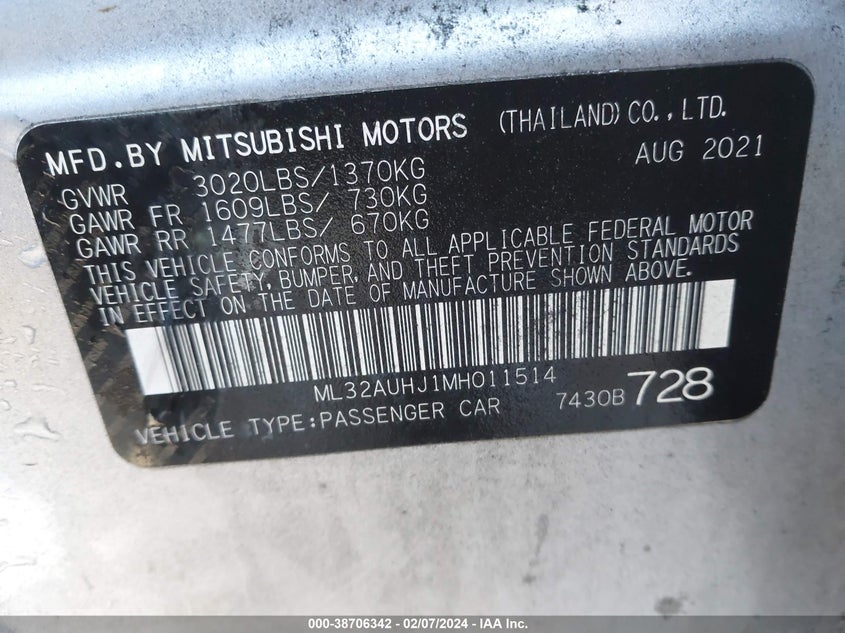 MFD.BY MITSUBISHI MOTORS (THAILAND) CO., LTD.
AUG 2021
GVWR 3020LBS/1370KG
GAWR FR 1609LBS/ 730KG
GAWR RR 1477LBS/ 670KG
THIS VEHICLE CONFORMS TO ALL APPLICABLE FEDERAL MOTOR
VEHICLE SAFETY, BUMPER, AND THEFT PREVENTION STANDARDS
IN EFFECT ON THE DATE OF MANUFACTURE SHOWN ABOVE.
ML32AUHJ1MH011514
VEHICLE TYPE:PASSENGER CAR 7430B 728
000-38706342 - 02/07/2024 - IAA Inc.